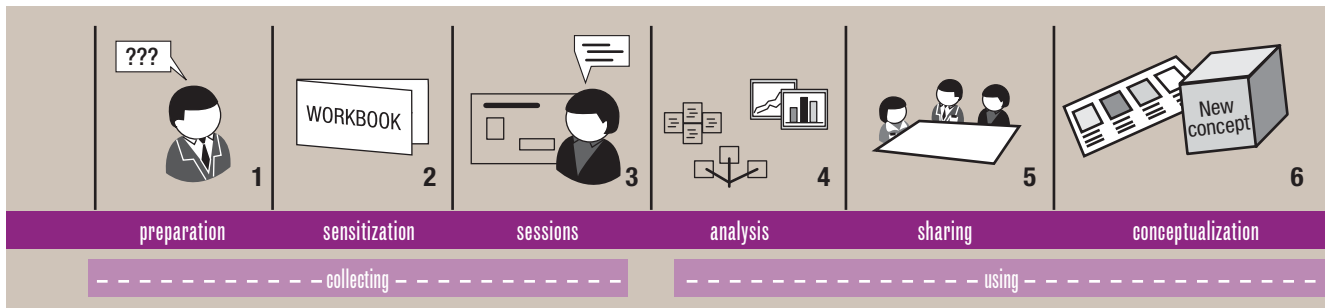 ???
1
WORKBOOK
2
3
4
5
New
concept
6
preparation
sensitization
sessions
analysis
sharing
conceptualization
collecting
using